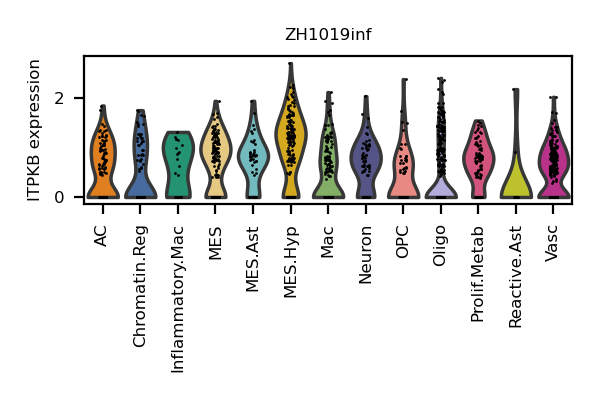 ZH1019inf
ITPKB expression
2
0
AC
Chromatin.Reg
Inflammatory.Mac
MES
MES.Ast
MES.Hyp
Mac
Neuron
OPC
Oligo
Prolif.Metab
Reactive.Ast
Vasc